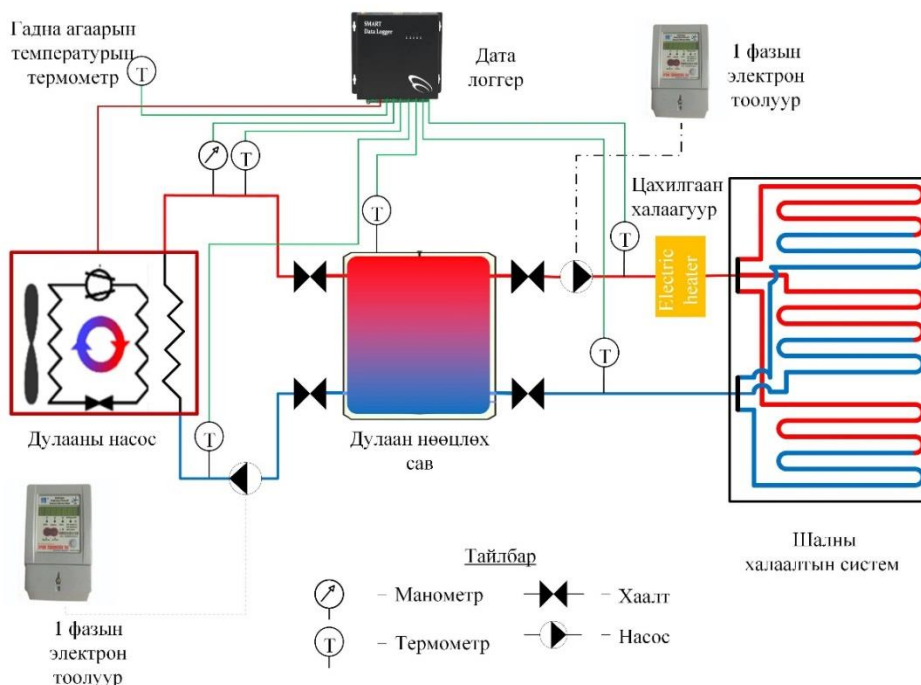 Гадна агаарын
температурын
термометр
T
SMART
Data Logger
Дата
логгер
1 фазын
электрон
тоолуур
T
T
Цахилгаан
халаагуур
T
Electric
heater
T
T
Дулааны насос
Дулаан нөөцлөх
сав
Шалны
халаалтын систем
1 фазын
электрон
тоолуур
Тайлбар
– Манометр
– Хаалт
T
– Термометр
– Насос